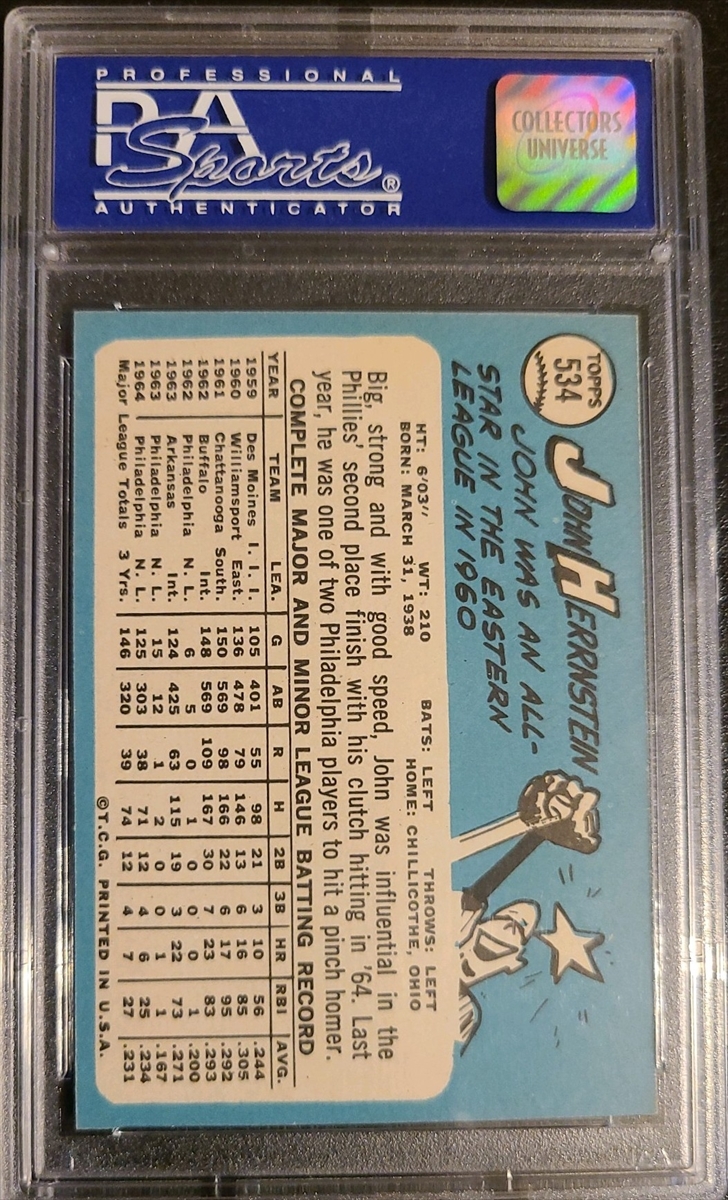 PROFESSIONAL
PSA
Sports®
AUTHENTICATOR
COLLECTORS
UNIVERSE
TOPPS
534
JOHN HERRNSTEIN
JOHN WAS AN ALL-
STAR IN THE EASTERN
LEAGUE IN 1960
HT: 6'03" WT: 210 BATS: LEFT THROWS: LEFT
BORN: MARCH 31, 1938 HOME: CHILLICOTHE, OHIO
Big, strong and with good speed, John was influential in the
Phillies' second place finish with his clutch hitting in '64. Last
year, he was one of two Philadelphia players to hit a pinch homer.
COMPLETE MAJOR AND MINOR LEAGUE BATTING RECORD
YEAR TEAM LEA. G AB R H 2B 3B HR RBI AVG.
1959 Des Moines I. I. I. 105 401 55 98 21 3 10 56 .244
1960 Williamsport East. 136 478 79 146 13 6 16 85 .305
1961 Chattanooga South. 150 569 98 166 22 6 17 95 .292
1962 Buffalo Int. 148 569 109 167 30 7 23 83 .293
1962 Philadelphia N. L. 6 5 0 1 0 0 0 1 .200
1963 Arkansas Int. 124 425 63 115 19 3 22 73 .271
1963 Philadelphia N. L. 15 12 1 2 0 0 1 1 .167
1964 Philadelphia N. L. 125 303 38 71 12 4 6 25 .234
Major League Totals 3 Yrs. 146 320 39 74 12 4 7 27 .231
©T.C.G. PRINTED IN U.S.A.